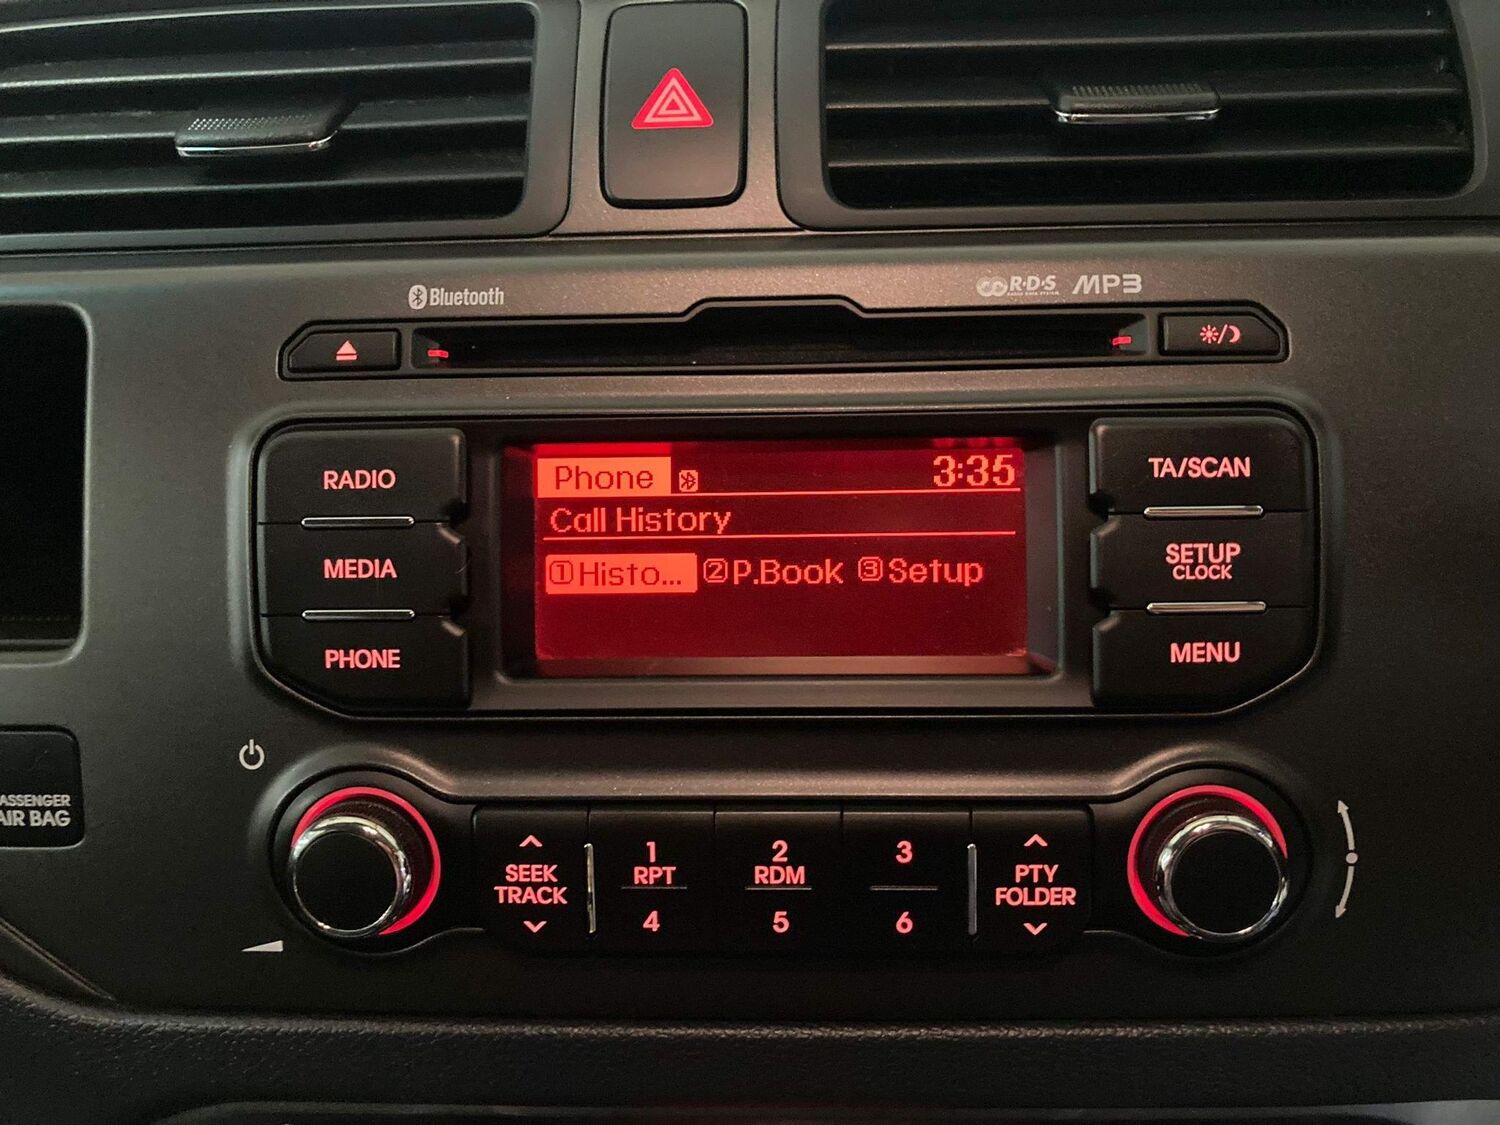 Bluetooth
R·D·S MP3
RADIO
MEDIA
PHONE
Phone 3:35
Call History
①Histo... ②P.Book ③Setup
TA/SCAN
SETUP
CLOCK
MENU
PASSENGER
AIR BAG
SEEK
TRACK
1
RPT
4
2
RDM
5
3
6
PTY
FOLDER